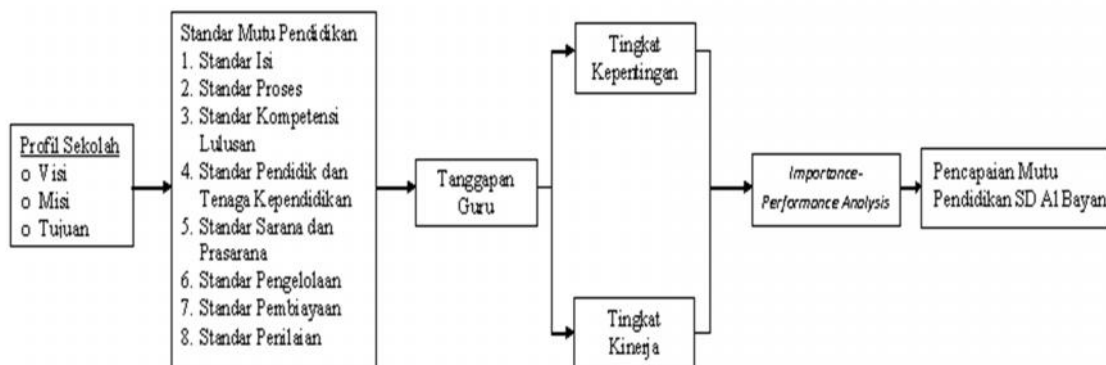 Profil Sekolah
o Visi
o Misi
o Tujuan
Standar Mutu Pendidikan
1. Standar Isi
2. Standar Proses
3. Standar Kompetensi
Lulusan
4. Standar Pendidik dan
Tenaga Kependidikan
5. Standar Sarana dan
Prasarana
6. Standar Pengelolaan
7. Standar Pembiayaan
8. Standar Penilaian
Tanggapan
Guru
Tingkat
Kepentingan
Tingkat
Kinerja
Importance-
Performance Analysis
Pencapaian Mutu
Pendidikan SD Al Bayan